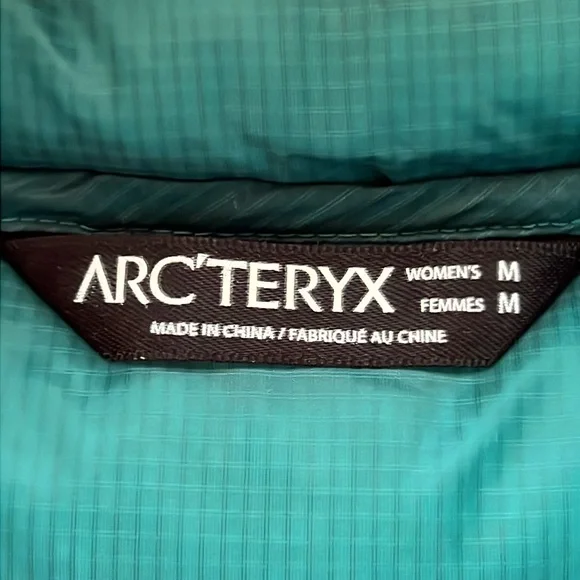 ARC'TERYX WOMEN'S M
FEMMES M
MADE IN CHINA / FABRIQUÉ AU CHINE